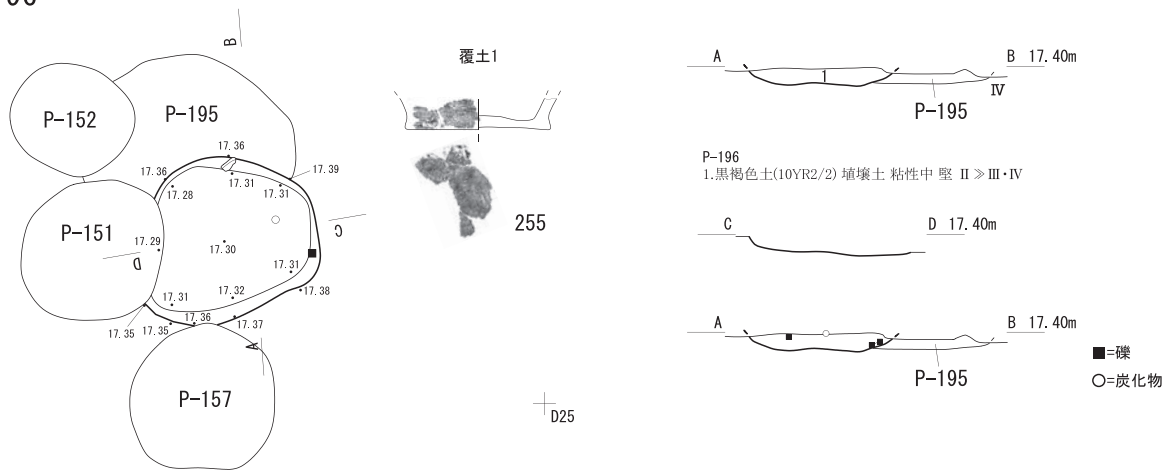 B
P-152
P-195
17.36
17.36
17.39
17.28
17.31
17.31
P-151
17.29
17.30
C
D
17.31
17.31
17.32
17.38
17.35
17.35
17.36
17.37
A
P-157
覆土1
255
D25
A
B 17.40m
1
P-195
Ⅳ
P-196
1.黒褐色土(10YR2/2) 埴壌土 粘性中 堅 Ⅱ≫Ⅲ・Ⅳ
C
D 17.40m
A
B 17.40m
P-195
■=礫
○=炭化物